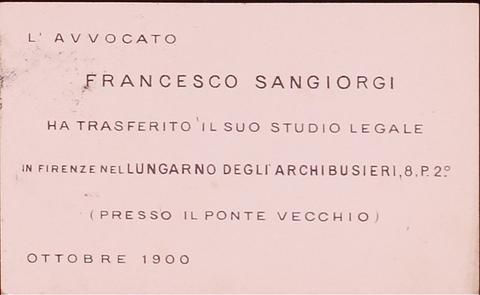 L' AVVOCATO
FRANCESCO SANGIORGI
HA TRASFERITO IL SUO STUDIO LEGALE
IN FIRENZE NEL LUNGARNO DEGLI ARCHIBUSIERI, 8, P. 2.º
(PRESSO IL PONTE VECCHIO)
OTTOBRE 1900